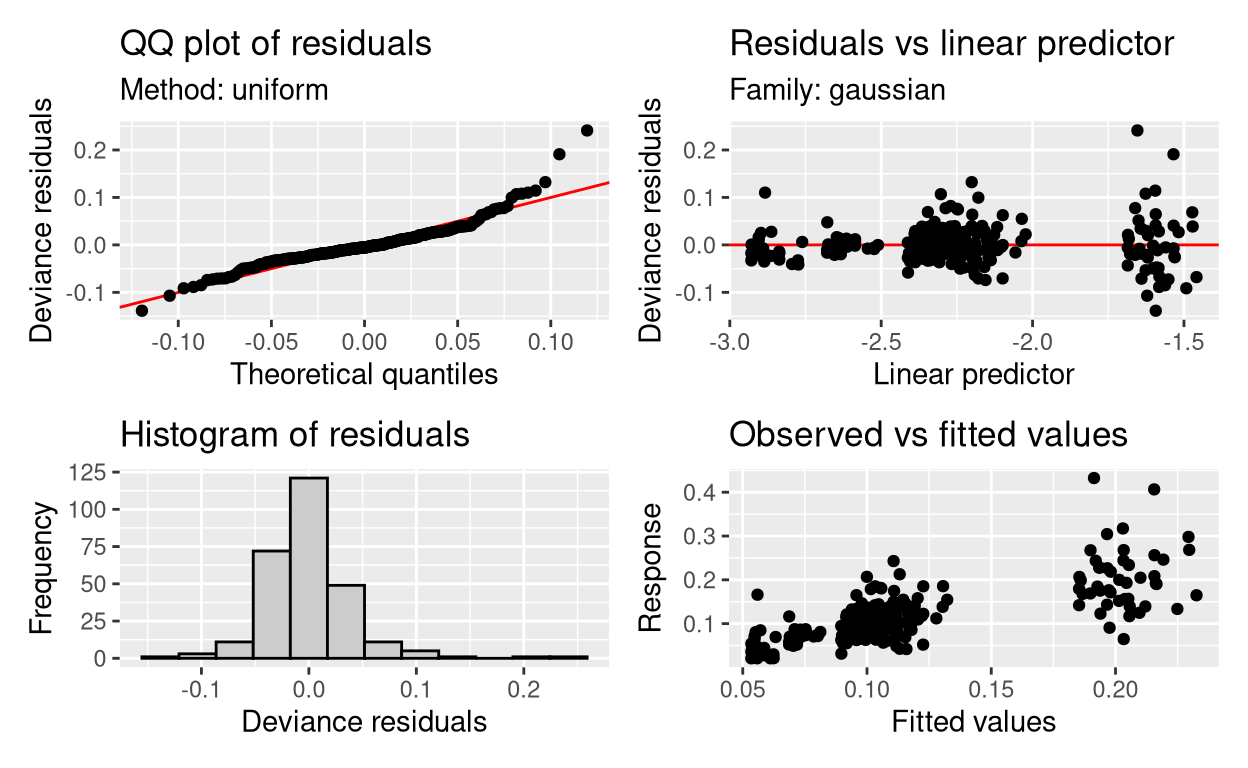 QQ plot of residuals
Method: uniform
Deviance residuals
0.2
0.1
0.0
-0.1
-0.10 -0.05 0.00 0.05 0.10
Theoretical quantiles
Residuals vs linear predictor
Family: gaussian
Deviance residuals
0.2
0.1
0.0
-0.1
-3.0 -2.5 -2.0 -1.5
Linear predictor
Histogram of residuals
Frequency
125
100
75
50
25
0
-0.1 0.0 0.1 0.2
Deviance residuals
Observed vs fitted values
Response
0.4
0.3
0.2
0.1
0.05 0.10 0.15 0.20
Fitted values